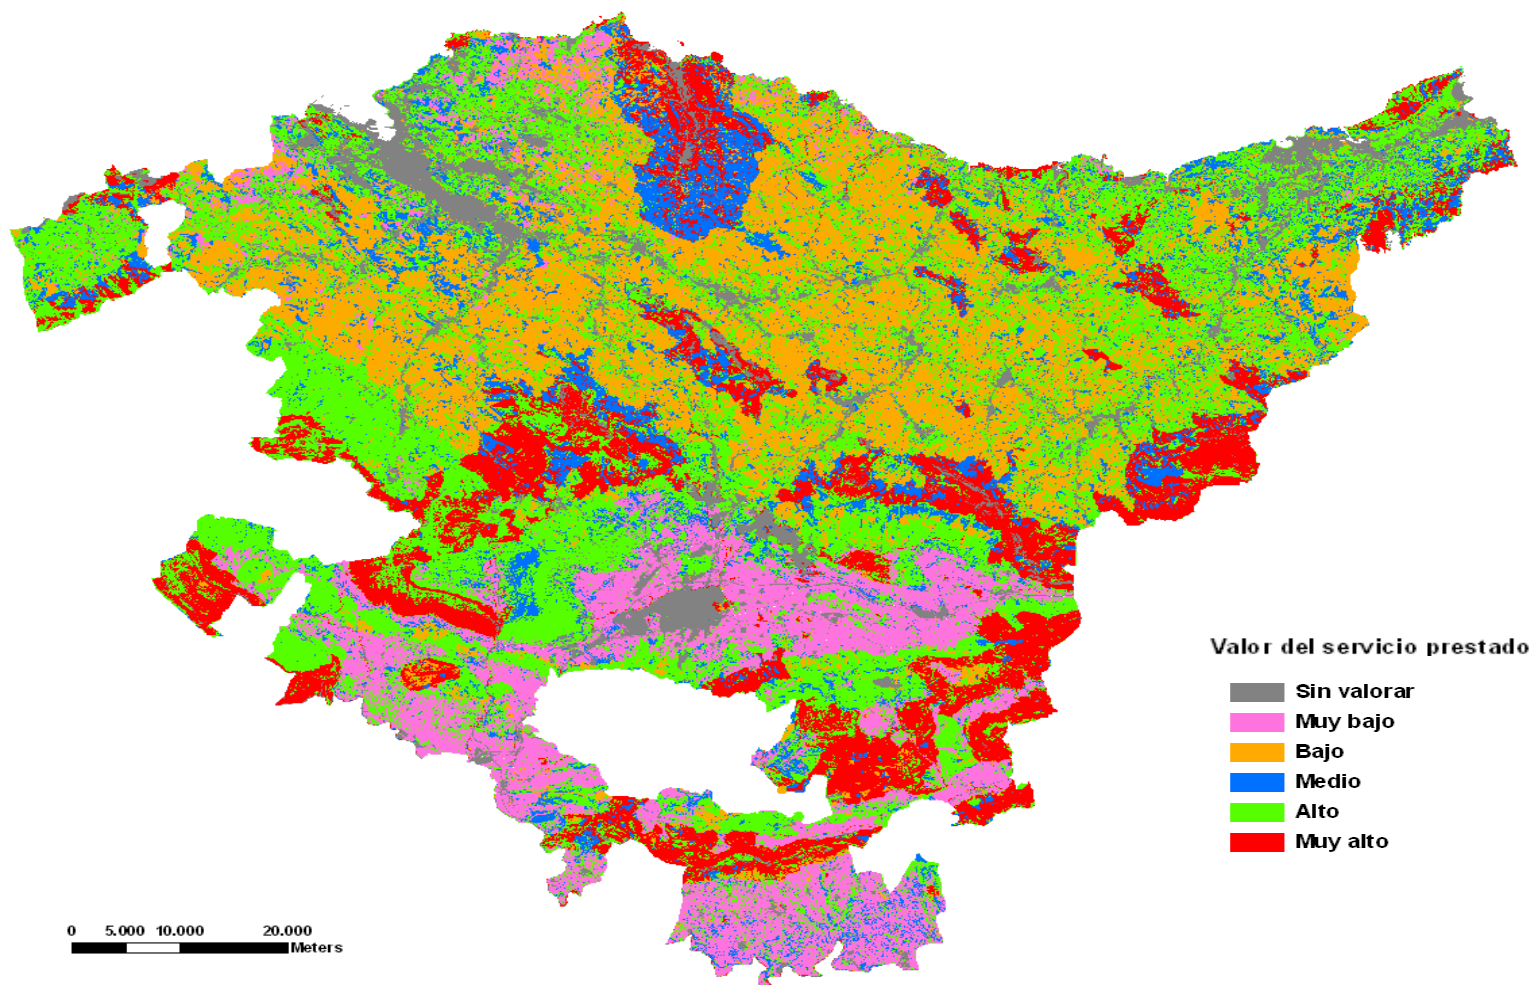 Valor del servicio prestado
Sin valorar
Muy bajo
Bajo
Medio
Alto
Muy alto
0 5.000 10.000 20.000
Meters